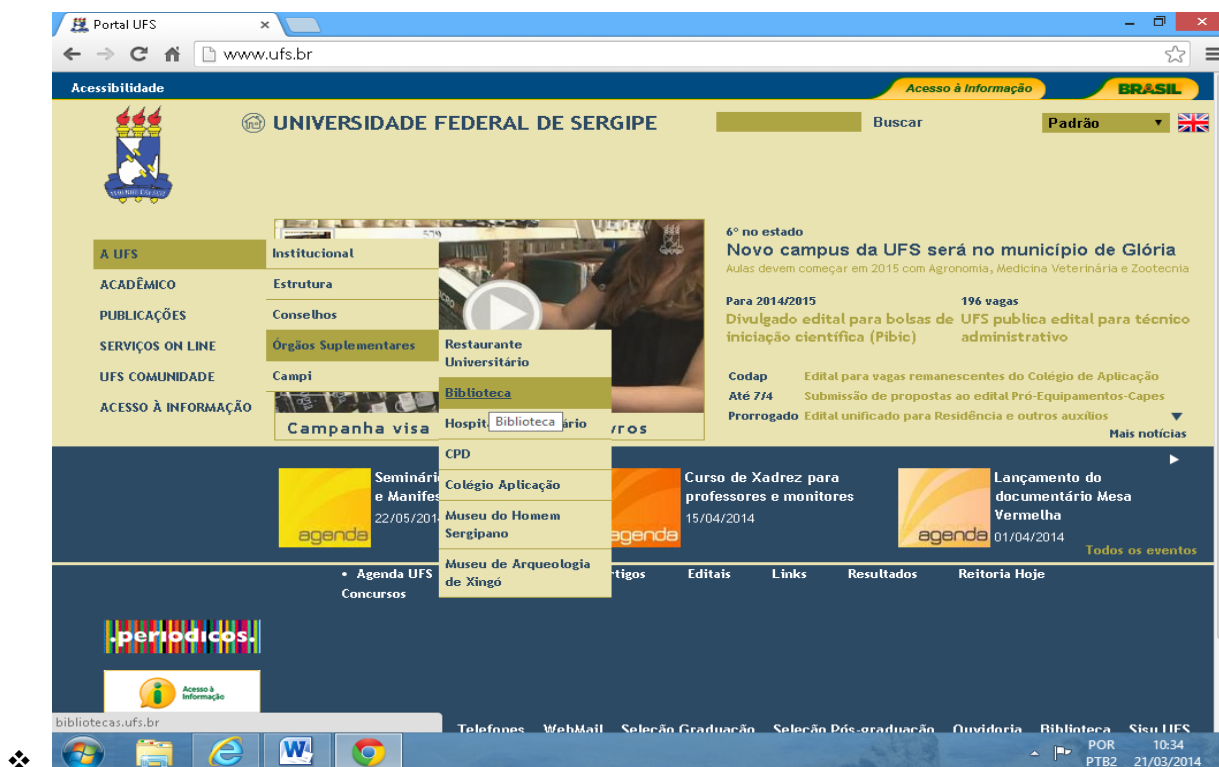 Portal UFS
www.ufs.br
Acessibilidade
Acesso à Informação
BRASIL
UNIVERSIDADE FEDERAL DE SERGIPE
Buscar
Padrão
A UFS
ACADÊMICO
PUBLICAÇÕES
SERVIÇOS ON LINE
UFS COMUNIDADE
ACESSO À INFORMAÇÃO
Institucional
Estrutura
Conselhos
Órgãos Suplementares
Campi
Restaurante
Universitário
Biblioteca
Biblioteca
CPD
Colégio Aplicação
Museu do Homem
Sergipano
Museu de Arqueologia
de Xingó
Campanha visa
6º no estado
Novo campus da UFS será no município de Glória
Aulas devem começar em 2015 com Agronomia, Medicina Veterinária e Zootecnia
Para 2014/2015
Divulgado edital para bolsas de
iniciação científica (Pibic)
196 vagas
UFS publica edital para técnico
administrativo
Codap Edital para vagas remanescentes do Colégio de Aplicação
Até 7/4 Submissão de propostas ao edital Pró-Equipamentos-Capes
Prorrogado Edital unificado para Residência e outros auxílios
Mais notícias
agenda
e
22/05/201
agenda
Curso de Xadrez para
professores e monitores
15/04/2014
agenda
Lançamento do
documentário Mesa
Vermelha
01/04/2014
Todos os eventos
• Agenda UFS
Editais Links Resultados Reitoria Hoje
Concursos
.periodicos.
Acesso à
Informação
bibliotecas.ufs.br
Telefones WebMail Seleção Graduação Seleção Pós-graduação Ouvidoria Biblioteca Sisu UFS
POR 10:34
PTB2 21/03/2014